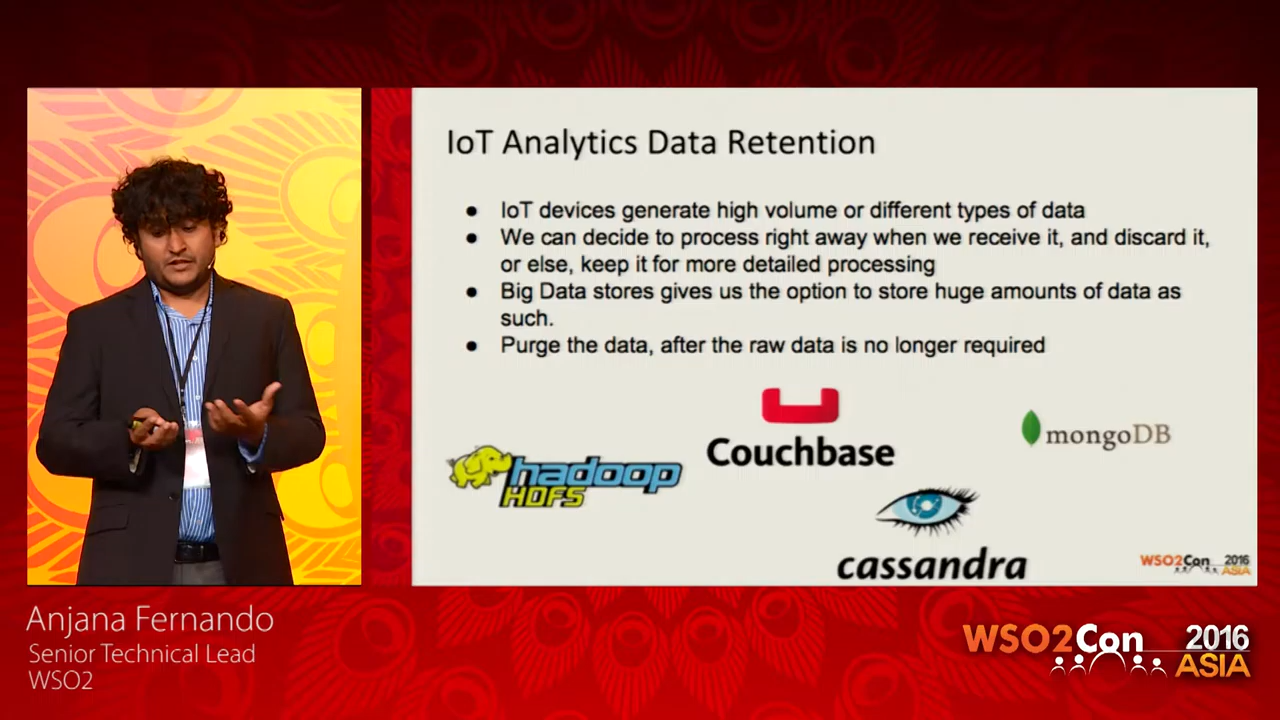 IoT Analytics Data Retention
● IoT devices generate high volume or different types of data
● We can decide to process right away when we receive it, and discard it,
or else, keep it for more detailed processing
● Big Data stores gives us the option to store huge amounts of data as
such.
● Purge the data, after the raw data is no longer required
Couchbase
mongoDB
hadoop
HDFS
cassandra
WSO2Con 2016
ASIA
Anjana Fernando
Senior Technical Lead
WSO2
WSO2Con 2016
ASIA